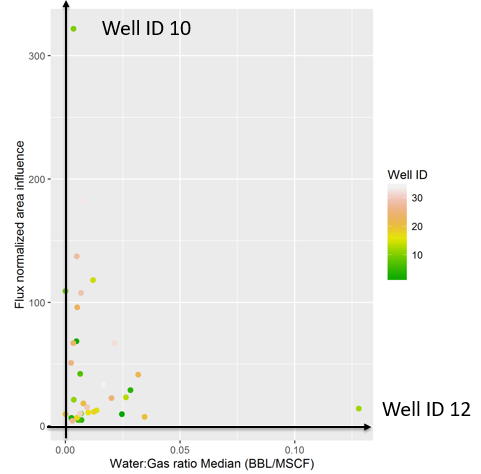 Well ID 10
300
200
100
0
Flux normalized area influence
0.00
0.05
0.10
Water:Gas ratio Median (BBL/MSCF)
Well ID
30
20
10
Well ID 12